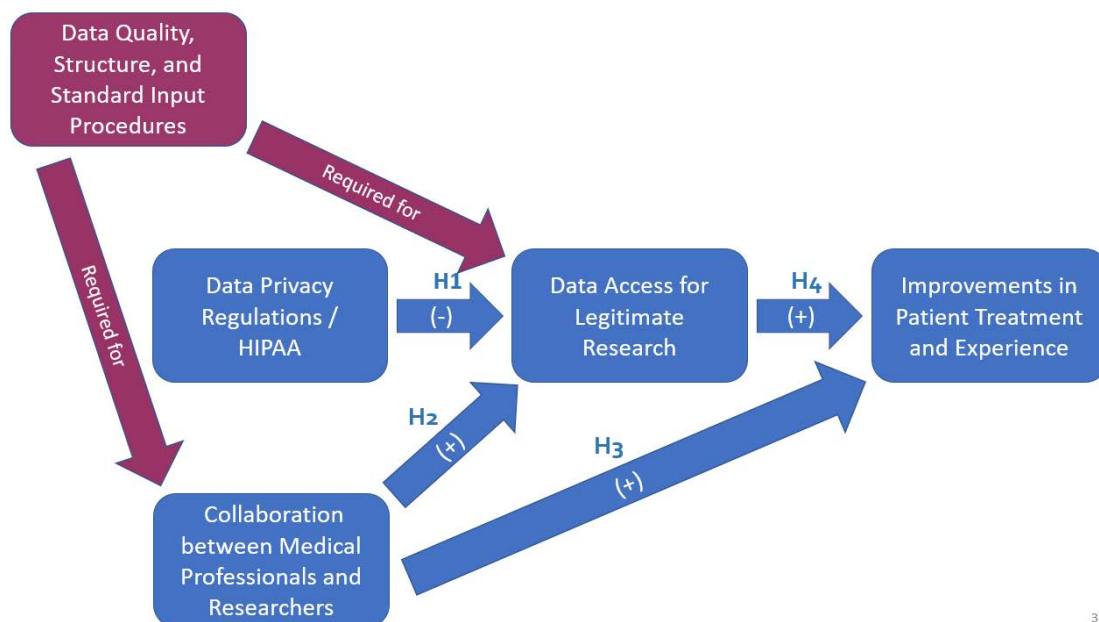 Data Quality,
Structure, and
Standard Input
Procedures
Required for
Required for
Data Privacy
Regulations /
HIPAA
H1
(-)
Data Access for
Legitimate
Research
H4
(+)
Improvements in
Patient Treatment
and Experience
H2
(+)
H3
(+)
Collaboration
between Medical
Professionals and
Researchers
3